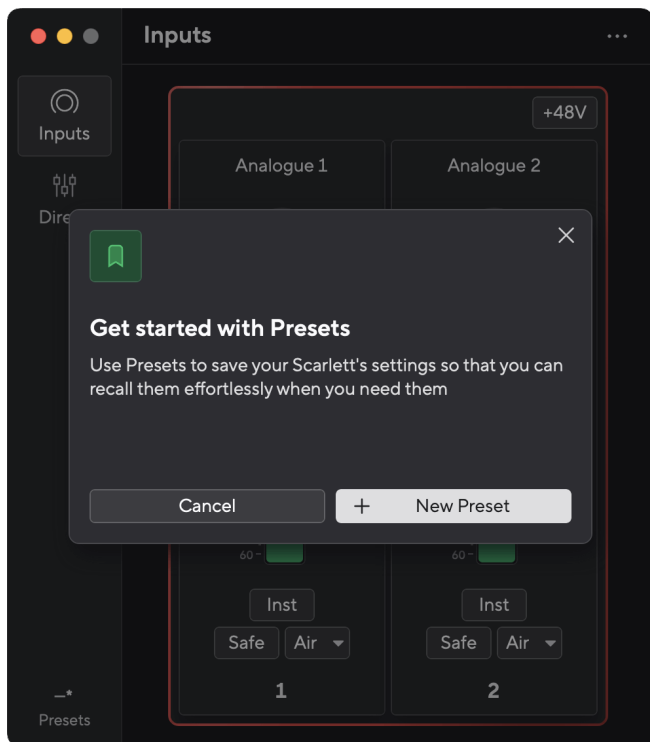 Inputs
+48V
Inputs
Analogue 1
Analogue 2
Get started with Presets
Use Presets to save your Scarlett's settings so that you can
recall them effortlessly when you need them
Cancel
+ New Preset
60
60
Inst
Inst
Safe
Air
Safe
Air
1
2
Presets